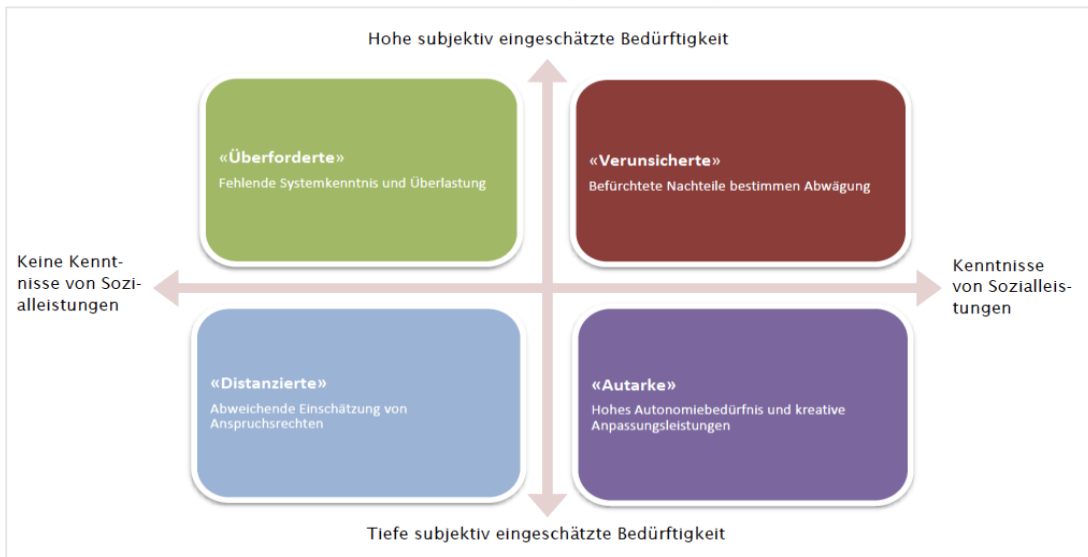 Hohe subjektiv eingeschätzte Bedürftigkeit
«Überforderte»
Fehlende Systemkenntnis und Überlastung
«Verunsicherte»
Befürchtete Nachteile bestimmen Abwägung
Keine Kennt-
nisse von Sozi-
alleistungen
Kenntnisse
von Sozialleis-
tungen
«Distanzierte»
Abweichende Einschätzung von
Anspruchsrechten
«Autarke»
Hohes Autonomiebedürfnis und kreative
Anpassungsleistungen
Tiefe subjektiv eingeschätzte Bedürftigkeit